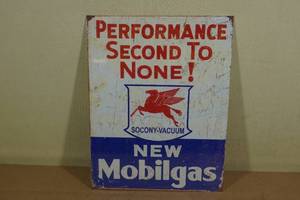 PERFORMANCE
SECOND TO
NONE!
SOCONY-VACUUM
NEW
Mobilgas